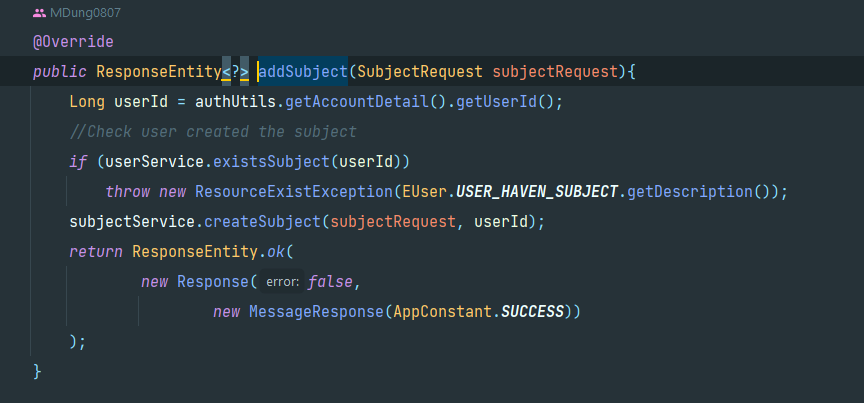 MDung0807
@Override
public ResponseEntity<?> addSubject(SubjectRequest subjectRequest){
Long userId = authUtils.getAccountDetail().getUserId();
//Check user created the subject
if (userService.existsSubject(userId))
throw new ResourceExistException(EUser.USER_HAVEN_SUBJECT.getDescription());
subjectService.createSubject(subjectRequest, userId);
return ResponseEntity.ok(
new Response( error: false,
new MessageResponse(AppConstant.SUCCESS))
);
}